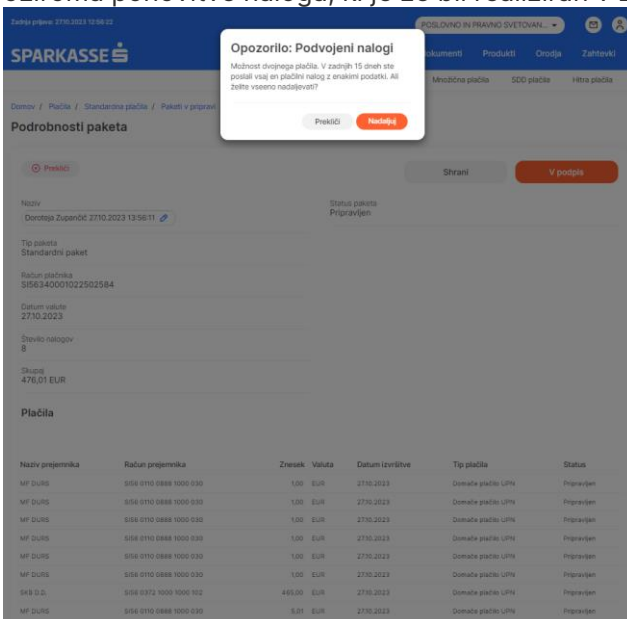 Zadnja prijava: 27.10.2023 12:56:22
POSLOVNO IN PRAVNO SVETOVAN...
SPARKASSE
Opozorilo: Podvojeni nalogi
Možnost dvojnega plačila. V zadnjih 15 dneh ste
poslali vsaj en plačilni nalog z enakimi podatki. Ali
želite vseeno nadaljevati?
Prekliči Nadaljuj
Produkti Orodja Zahtevki
Množična plačila SDD plačila Hitra plačila
Domov / Plačila / Standardna plačila / Paketi v pripravi
Podrobnosti paketa
Prekliči Shrani V podpis
Naziv Status paketa
Doroteja Zupančič 27.10.2023 13:56:11 Pripravljen
Tip paketa
Standardni paket
Račun plačnika
SI56340001022502584
Datum valute
27.10.2023
Število nalogov
8
Skupaj
476,01 EUR
Plačila
Naziv prejemnika Račun prejemnika Znesek Valuta Datum izvršitve Tip plačila Status
MF DURS SI56 0110 0888 1000 030 1,00 EUR 27.10.2023 Domače plačilo UPN Pripravljen
MF DURS SI56 0110 0888 1000 030 1,00 EUR 27.10.2023 Domače plačilo UPN Pripravljen
MF DURS SI56 0110 0888 1000 030 1,00 EUR 27.10.2023 Domače plačilo UPN Pripravljen
MF DURS SI56 0110 0888 1000 030 1,00 EUR 27.10.2023 Domače plačilo UPN Pripravljen
MF DURS SI56 0110 0888 1000 030 1,00 EUR 27.10.2023 Domače plačilo UPN Pripravljen
MF DURS SI56 0110 0888 1000 030 1,00 EUR 27.10.2023 Domače plačilo UPN Pripravljen
SKB D.D. SI56 0372 1000 1000 102 465,00 EUR 27.10.2023 Domače plačilo UPN Pripravljen
MF DURS SI56 0110 0888 1000 030 5,01 EUR 27.10.2023 Domače plačilo UPN Pripravljen